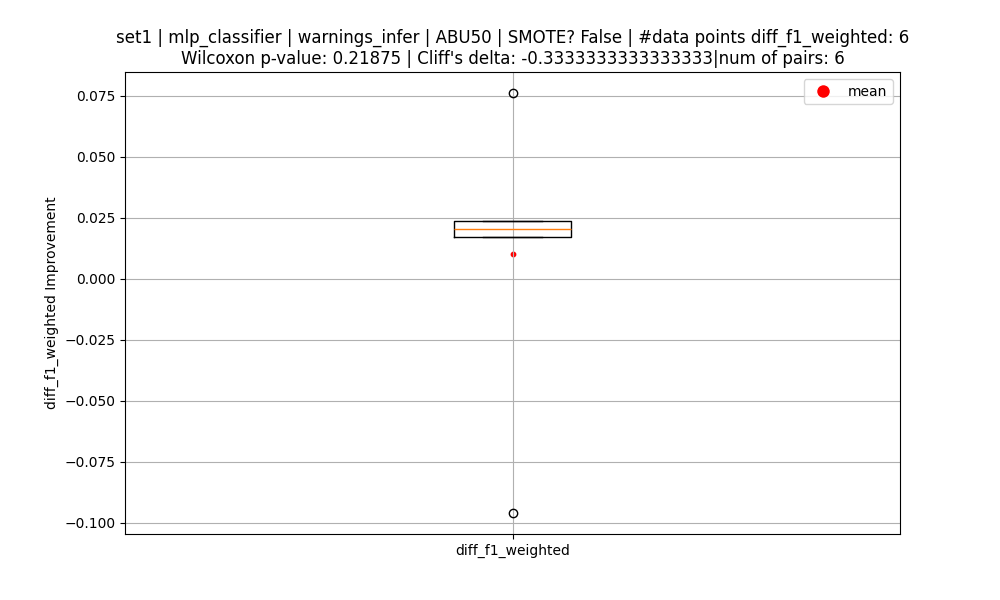 set1 | mlp_classifier | warnings_infer | ABU50 | SMOTE? False | #data points diff_f1_weighted: 6
Wilcoxon p-value: 0.21875 | Cliff's delta: -0.3333333333333333|num of pairs: 6
mean
0.075
0.050
0.025
0.000
−0.025
−0.050
−0.075
−0.100
diff_f1_weighted Improvement
diff_f1_weighted